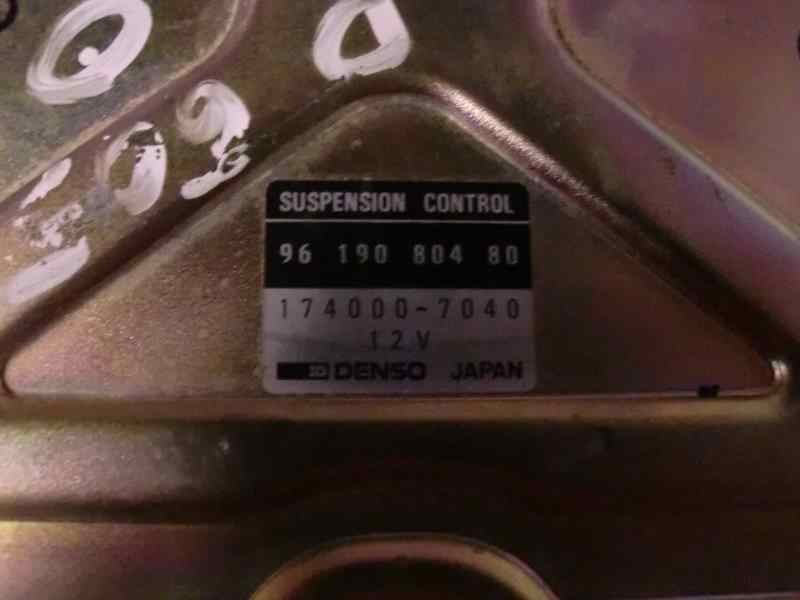 SUSPENSION CONTROL
96 190 804 80
174000-7040
12V
DENSO JAPAN